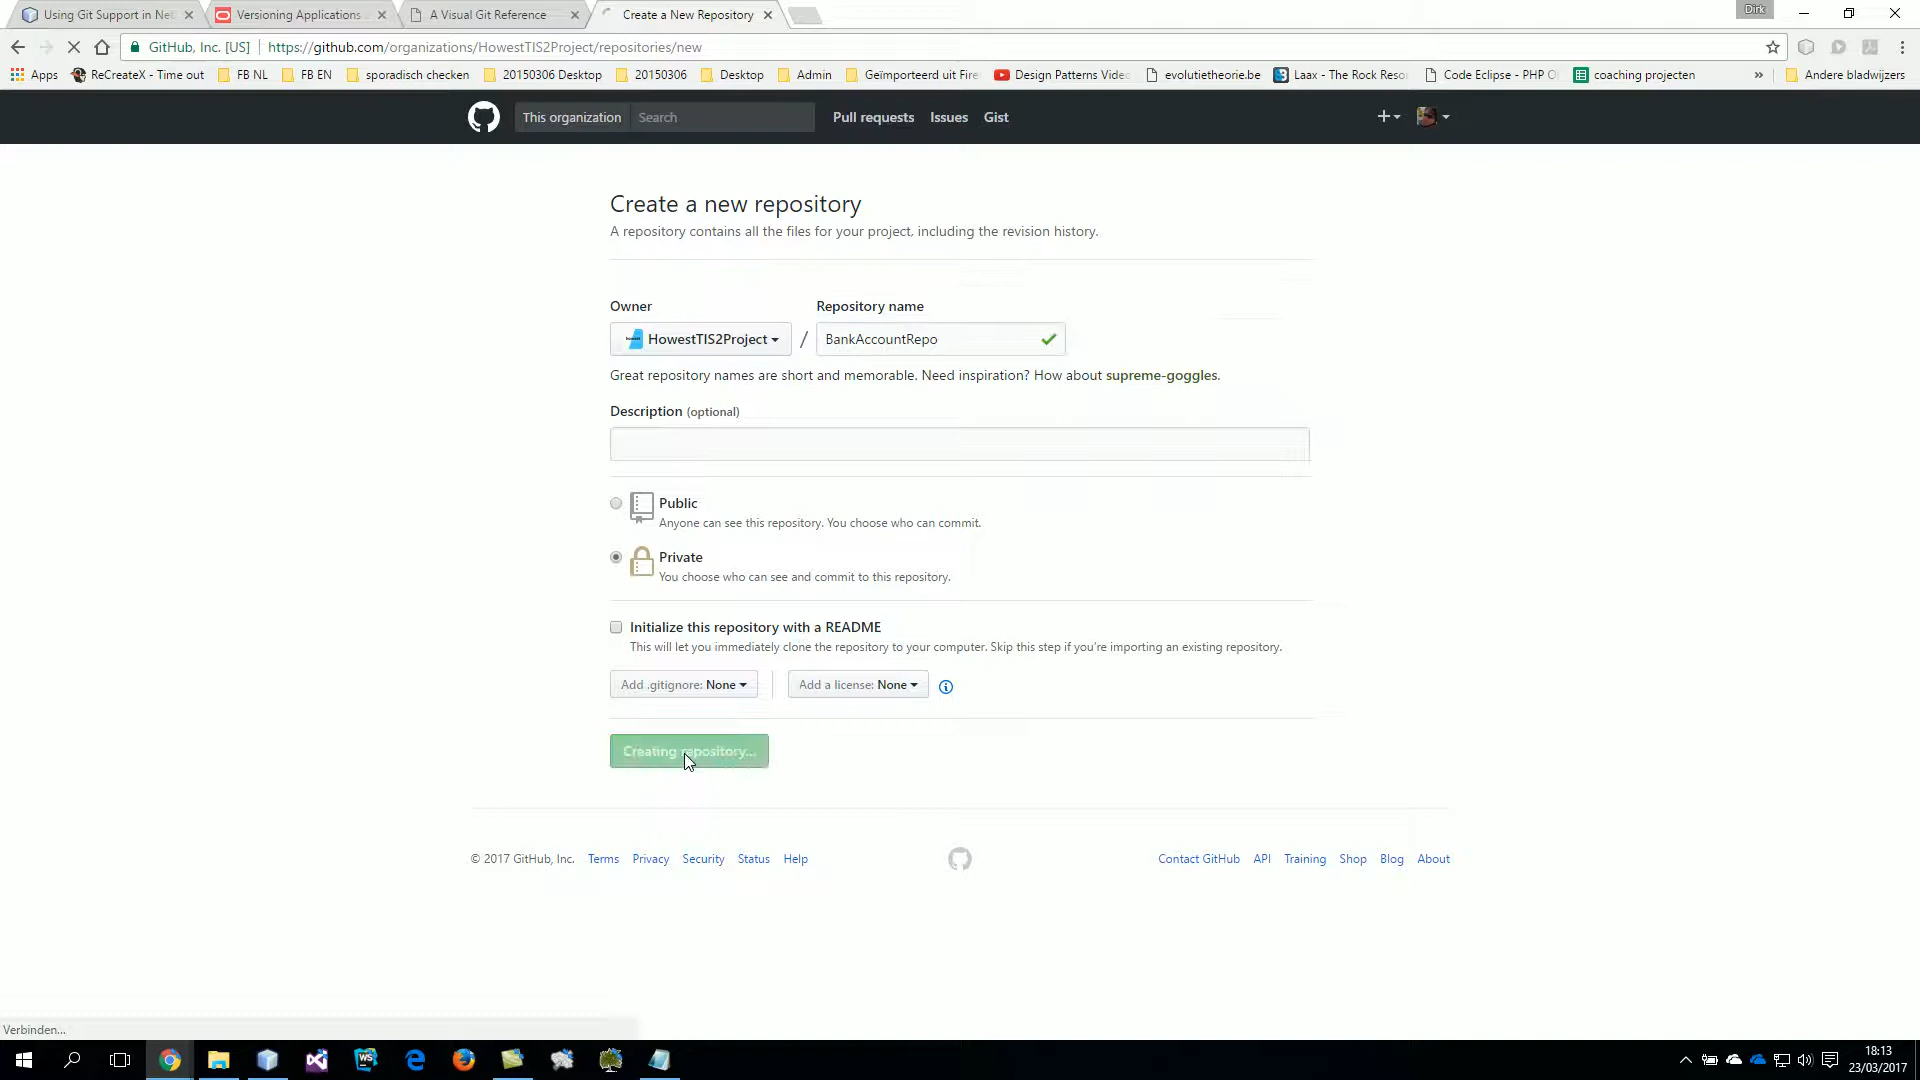 Using Git Support in Net
Versioning Applications
A Visual Git Reference
Create a New Repository
Dirk
GitHub, Inc. [US]
https://github.com/organizations/HowestTIS2Project/repositories/new
Apps
ReCreateX - Time out
FB NL
FB EN
sporadisch checken
20150306 Desktop
20150306
Desktop
Admin
Geïmporteerd uit Fire
Design Patterns Video
evolutietheorie.be
Laax - The Rock Resor
Code Eclipse - PHP O
coaching projecten
»
Andere bladwijzers
This organization
Search
Pull requests
Issues
Gist
Create a new repository
A repository contains all the files for your project, including the revision history.
Owner
Repository name
HowestTIS2Project
/
BankAccountRepo
Great repository names are short and memorable. Need inspiration? How about supreme-goggles.
Description (optional)
Public
Anyone can see this repository. You choose who can commit.
Private
You choose who can see and commit to this repository.
Initialize this repository with a README
This will let you immediately clone the repository to your computer. Skip this step if you're importing an existing repository.
Add .gitignore: None
Add a license: None
Creating repository...
© 2017 GitHub, Inc.
Terms
Privacy
Security
Status
Help
Contact GitHub
API
Training
Shop
Blog
About
Verbinden...
WS
18:13
23/03/2017